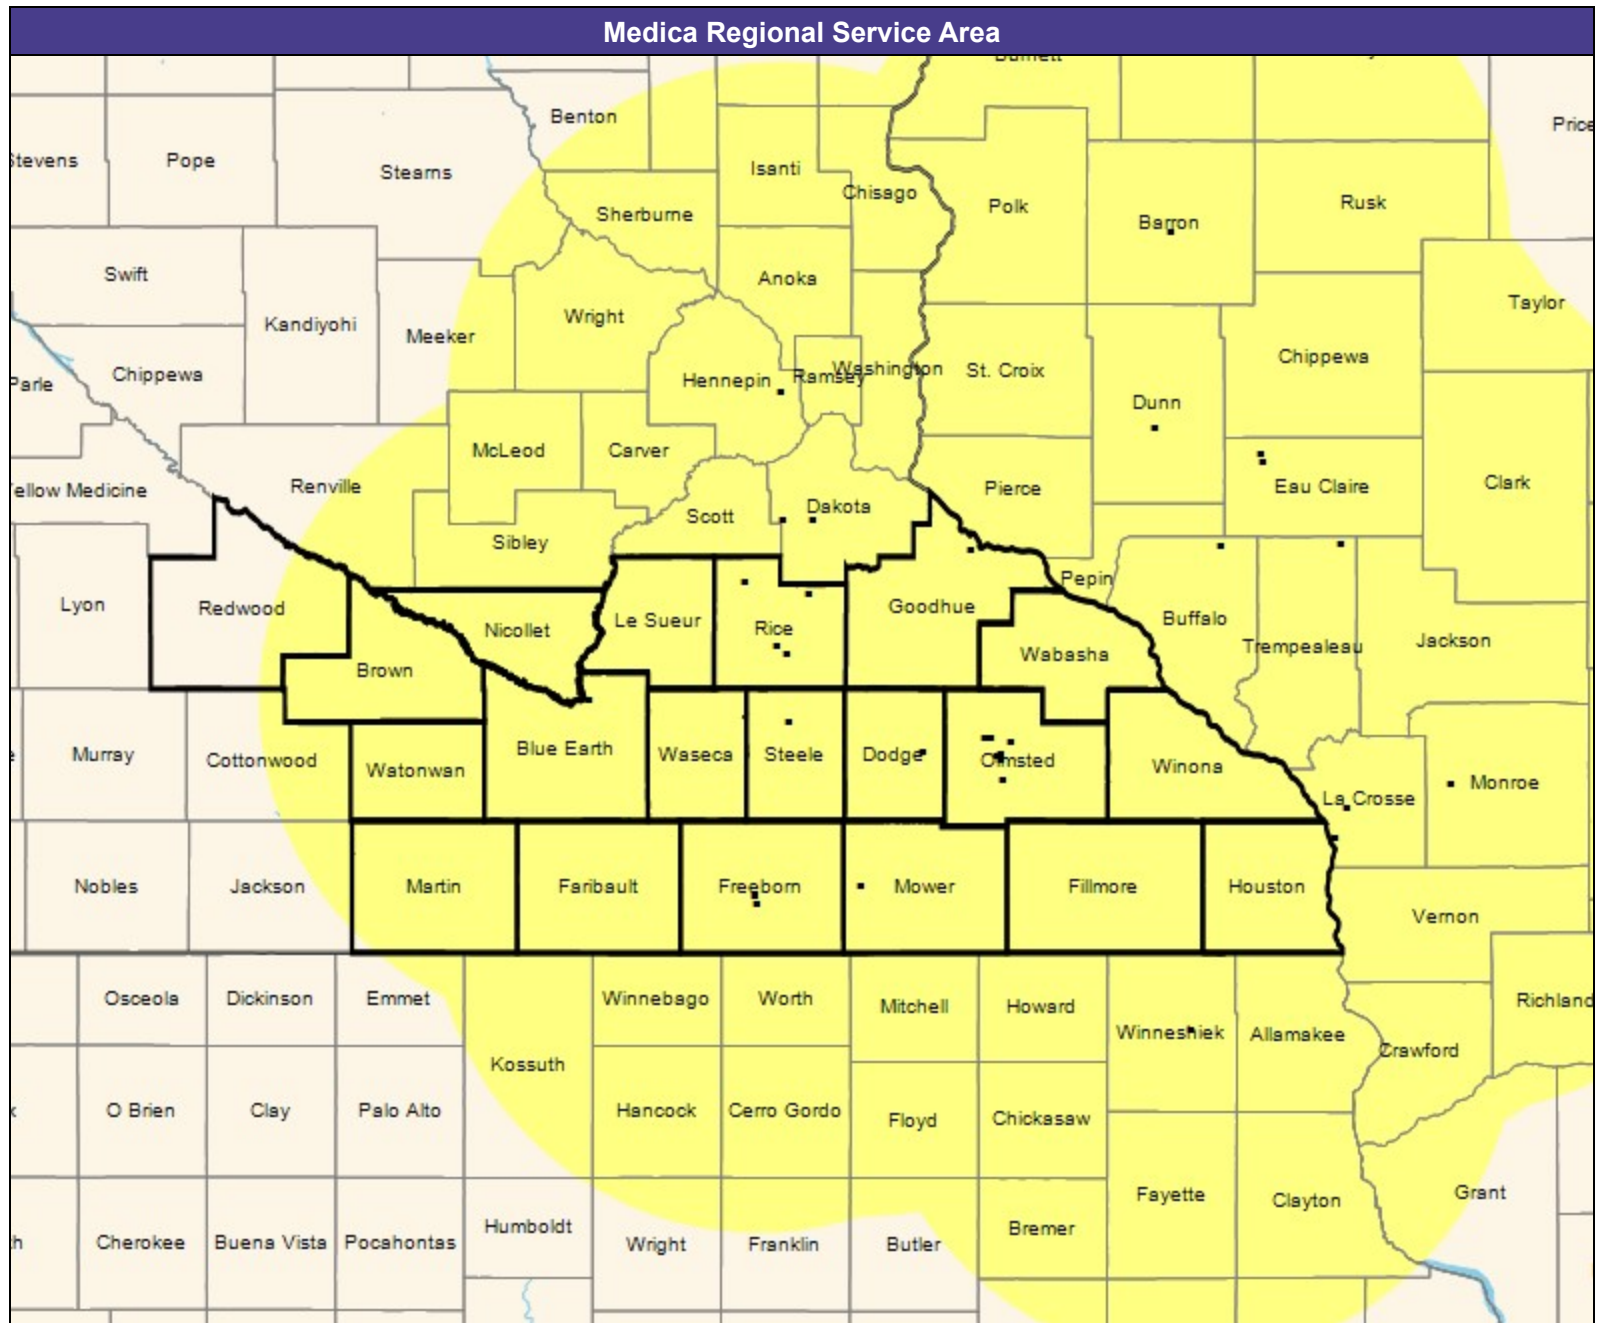 Medica Regional Service Area
Benton
Price
Stevens
Pope
Stearns
Isanti
Chisago
Polk
Barron
Rusk
Sherburne
Swift
Anoka
Taylor
Kandiyohi
Wright
Meeker
Chippewa
Parle
Chippewa
Hennepin
Ramsey
Washington
St. Croix
Dunn
McLeod
Carver
Renville
ellow Medicine
Pierce
Eau Claire
Clark
Scott
Dakota
Sibley
Pepin
Lyon
Redwood
Nicollet
Le Sueur
Rice
Goodhue
Buffalo
Trempealeau
Jackson
Brown
Wabasha
Murray
Cottonwood
Watonwan
Blue Earth
Waseca
Steele
Dodge
Olmsted
Winona
La Crosse
Monroe
Nobles
Jackson
Martin
Faribault
Freeborn
Mower
Fillmore
Houston
Vernon
Osceola
Dickinson
Emmet
Winnebago
Worth
Mitchell
Howard
Winneshiek
Allamakee
Crawford
Richland
Kossuth
O Brien
Clay
Palo Alto
Hancock
Cerro Gordo
Floyd
Chickasaw
Fayette
Clayton
Grant
Cherokee
Buena Vista
Pocahontas
Humboldt
Wright
Franklin
Butler
Bremer